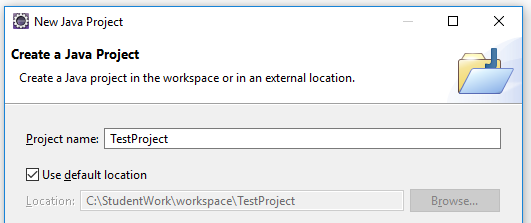 New Java Project
Create a Java Project
Create a Java project in the workspace or in an external location.
Project name: TestProject
Use default location
Location: C:\StudentWork\workspace\TestProject Browse...